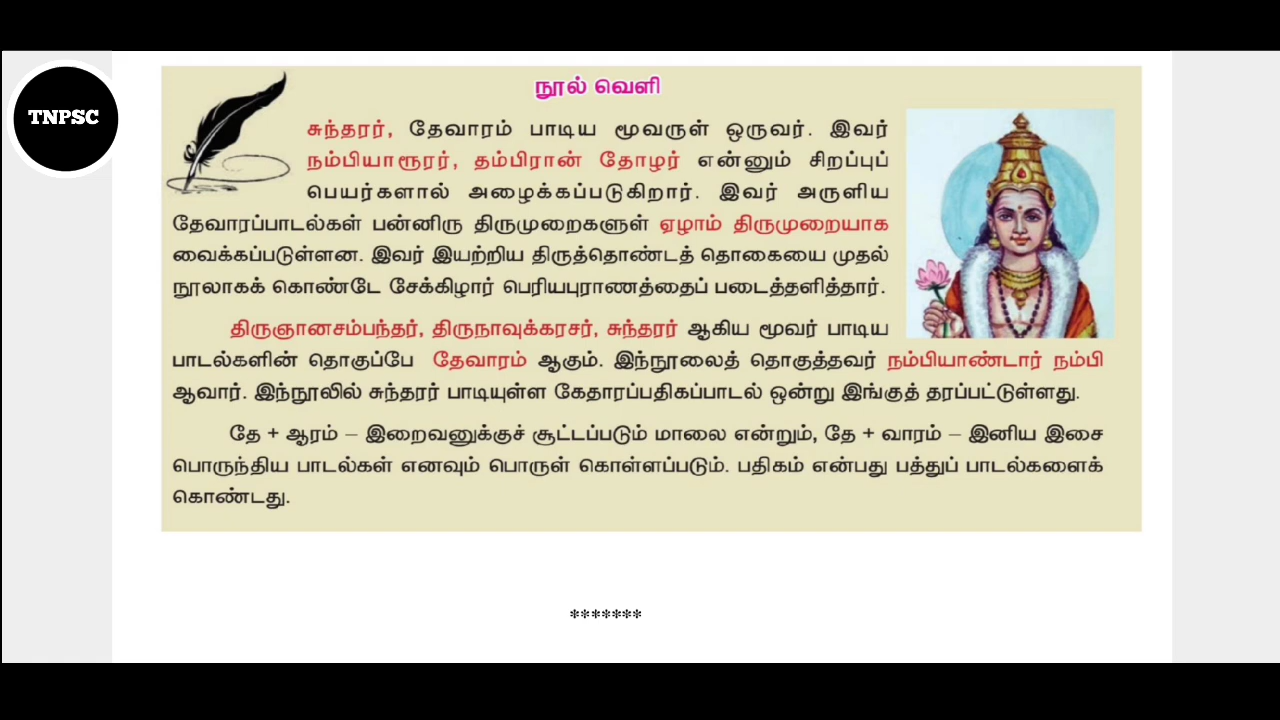 TNPSC
நூல் வெளி
சுந்தரர், தேவாரம் பாடிய மூவருள் ஒருவர். இவர்
நம்பியாரூரர், தம்பிரான் தோழர் என்னும் சிறப்புப்
பெயர்களால் அழைக்கப்படுகிறார். இவர் அருளிய
தேவாரப்பாடல்கள் பன்னிரு திருமுறைகளுள் ஏழாம் திருமுறையாக
வைக்கப்படுள்ளன. இவர் இயற்றிய திருத்தொண்டத் தொகையை முதல்
நூலாகக் கொண்டே சேக்கிழார் பெரியபுராணத்தைப் படைத்தளித்தார்.
திருஞானசம்பந்தர், திருநாவுக்கரசர், சுந்தரர் ஆகிய மூவர் பாடிய
பாடல்களின் தொகுப்பே தேவாரம் ஆகும். இந்நூலைத் தொகுத்தவர் நம்பியாண்டார் நம்பி
ஆவார். இந்நூலில் சுந்தரர் பாடியுள்ள கேதாரப்பதிகப்பாடல் ஒன்று இங்குத் தரப்பட்டுள்ளது.
தே + ஆரம் – இறைவனுக்குச் சூட்டப்படும் மாலை என்றும், தே + வாரம் – இனிய இசை
பொருந்திய பாடல்கள் எனவும் பொருள் கொள்ளப்படும். பதிகம் என்பது பத்துப் பாடல்களைக்
கொண்டது.
*******